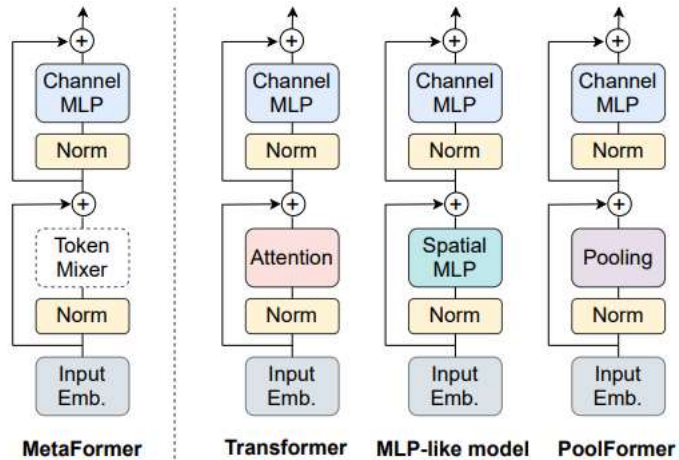 +
Channel
MLP
Norm
+
Token
Mixer
Norm
Input
Emb.
MetaFormer
+
Channel
MLP
Norm
+
Attention
Norm
Input
Emb.
Transformer
+
Channel
MLP
Norm
+
Spatial
MLP
Norm
Input
Emb.
MLP-like model
+
Channel
MLP
Norm
+
Pooling
Norm
Input
Emb.
PoolFormer